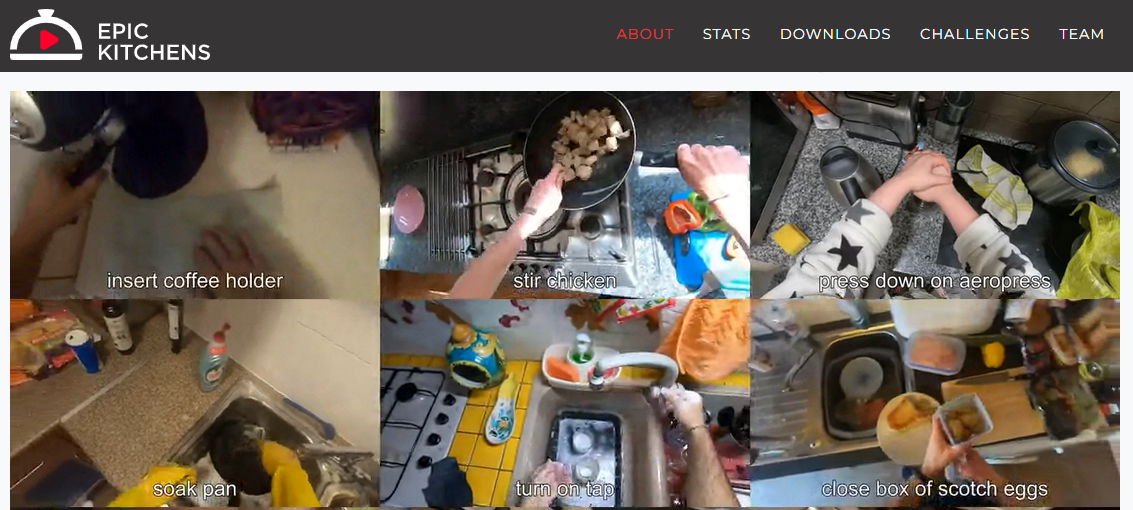 EPIC
KITCHENS
ABOUT STATS DOWNLOADS CHALLENGES TEAM
insert coffee holder
stir chicken
press down on aeropress
soak pan
turn on tap
close box of scotch eggs